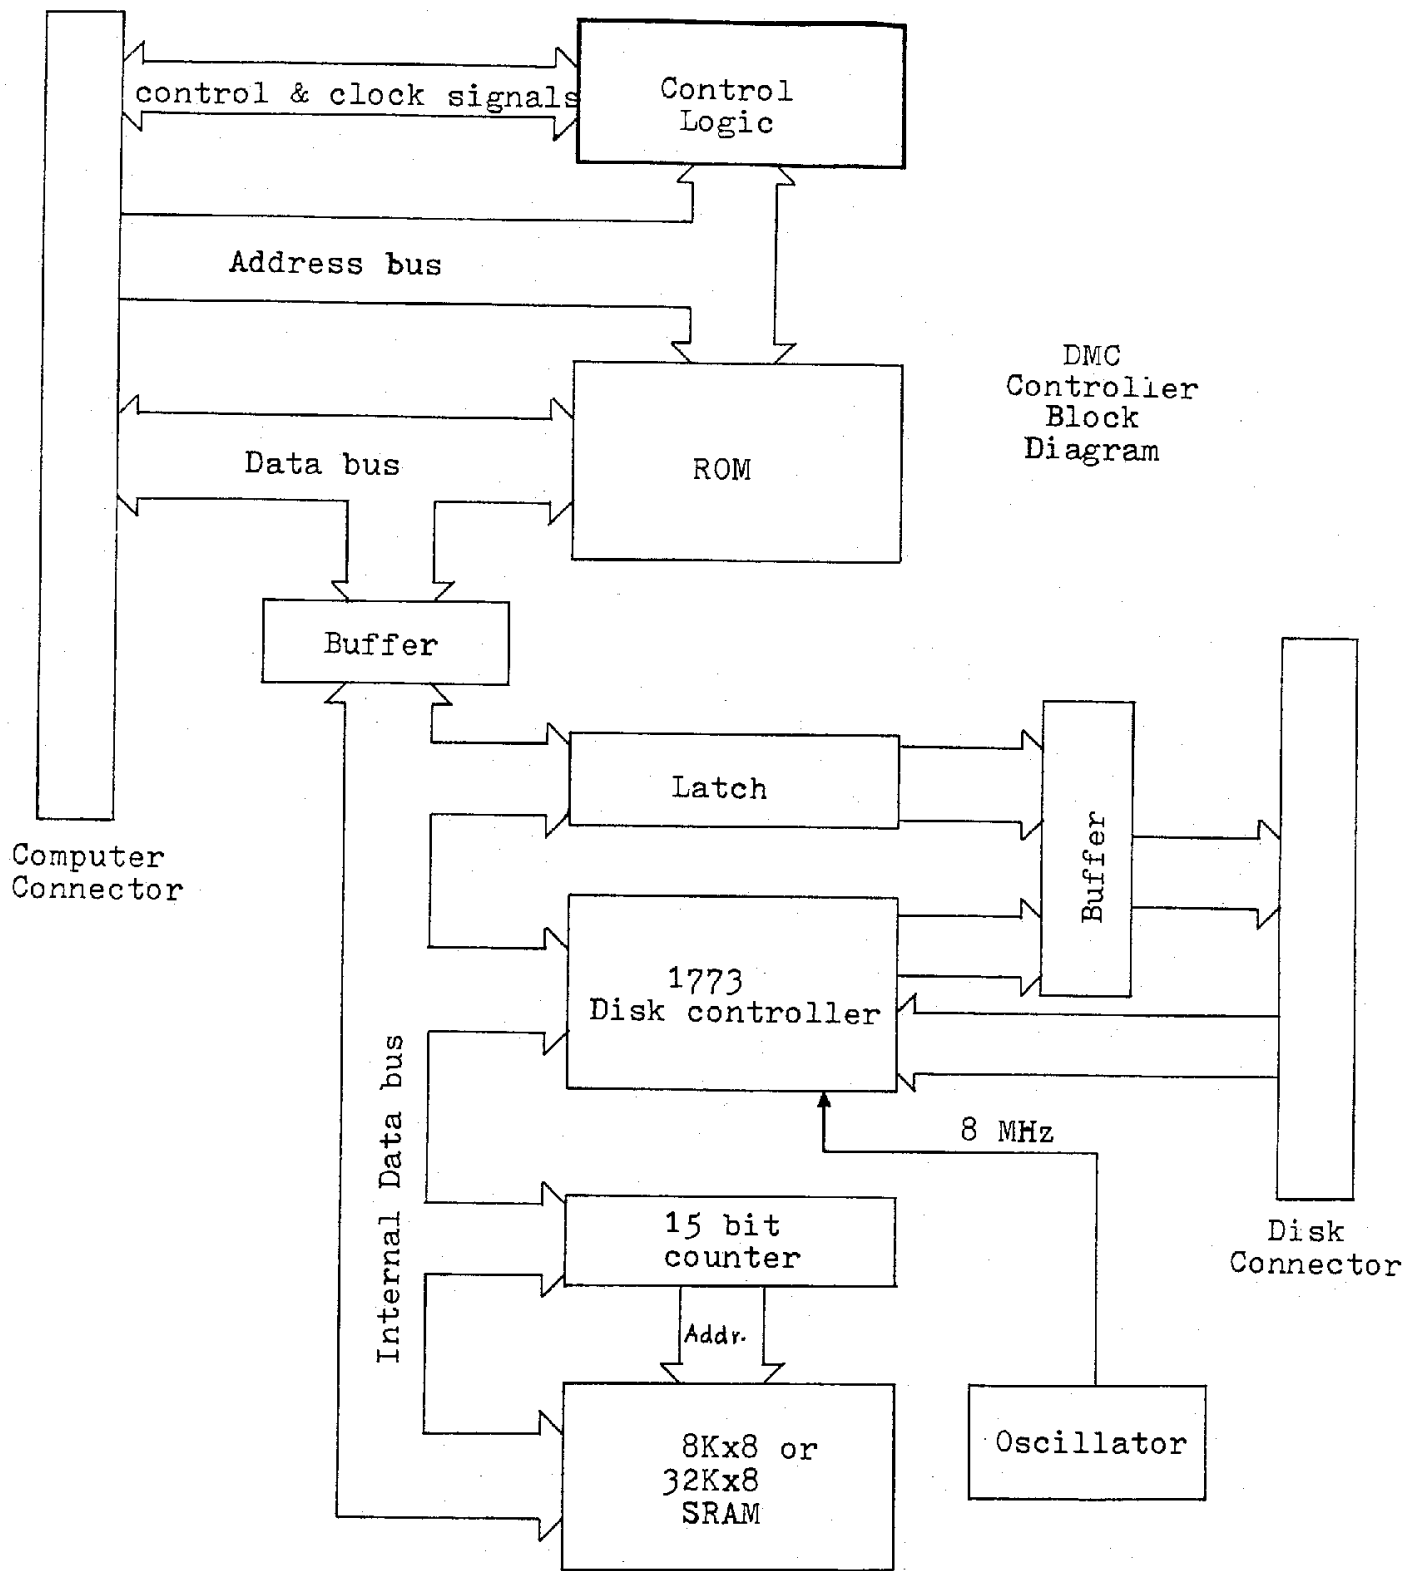 control & clock signals
Control
Logic
Address bus
DMC
Controller
Block
Diagram
Data bus
ROM
Buffer
Latch
Computer
Connector
Buffer
1773
Disk controller
Internal Data bus
8 MHz
15 bit
counter
Disk
Connector
Addr.
8Kx8 or
32Kx8
SRAM
Oscillator